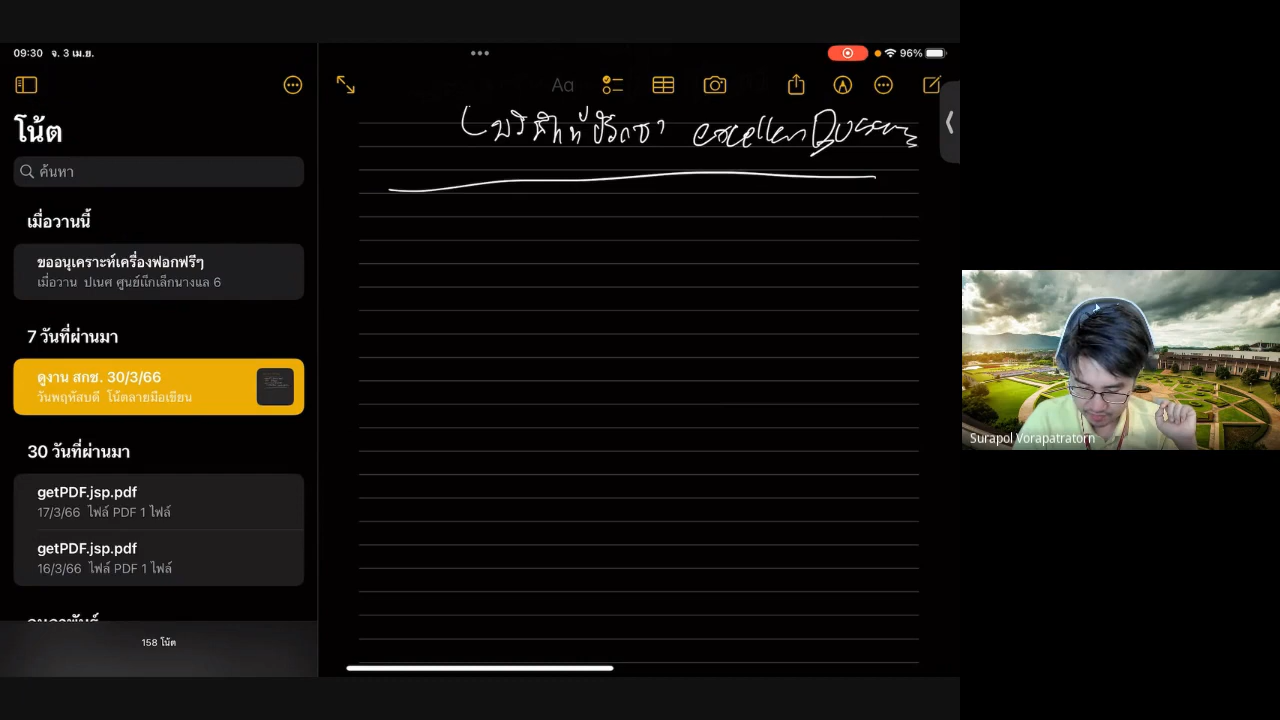 09:30 จ. 3 เม.ย.
96%
Aa
โน้ต
ค้นหา
เมื่อวานนี้
ขออนุเคราะห์เครื่องฟอกฟรีๆ
เมื่อวาน ปเนศ ศูนย์เด็กเล็กนางแล 6
7 วันที่ผ่านมา
ดูงาน สกช. 30/3/66
วันพฤหัสบดี โน้ตลายมือเขียน
30 วันที่ผ่านมา
getPDF.jsp.pdf
17/3/66 ไฟล์ PDF 1 ไฟล์
getPDF.jsp.pdf
16/3/66 ไฟล์ PDF 1 ไฟล์
กุมภาพันธ์
158 โน้ต
Surapol Vorapatratorn